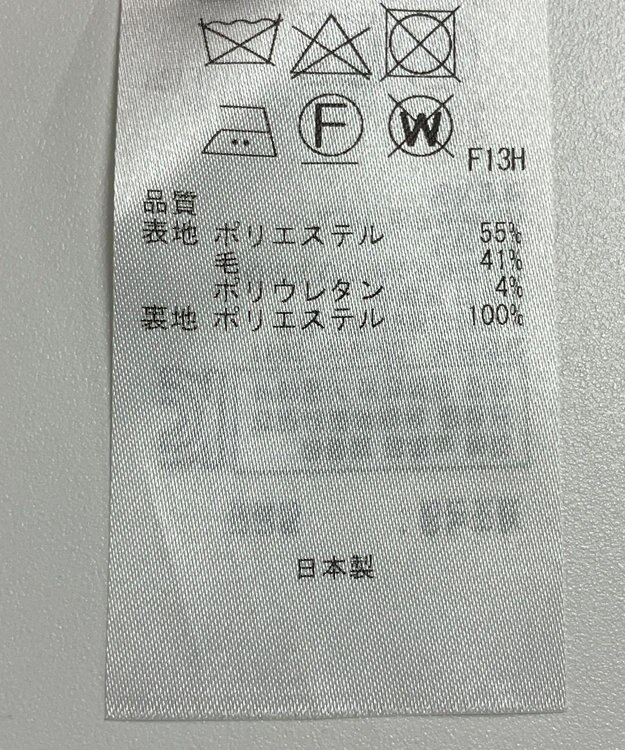 F W F13H
品質
表地 ポリエステル 55%
毛 41%
ポリウレタン 4%
裏地 ポリエステル 100%
日本製